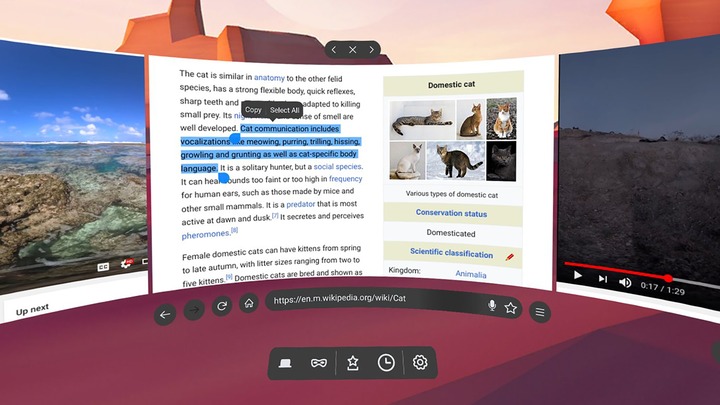 The cat is similar in anatomy to the other felid
species, has a strong flexible body, quick reflexes,
sharp teeth and adapted to killing
small prey. Its sense of smell are
well developed. Cat communication includes
vocalizations like meowing, purring, trilling, hissing,
growling and grunting as well as cat-specific body
language. It is a solitary hunter, but a social species.
It can hear sounds too faint or too high in frequency
for human ears, such as those made by mice and
other small mammals. It is a predator that is most
active at dawn and dusk.[7] It secretes and perceives
pheromones.[8]
Female domestic cats can have kittens from spring
to late autumn, with litter sizes ranging from two to
five kittens.[9] Domestic cats are bred and shown as
Copy Select All
Domestic cat
Various types of domestic cat
Conservation status
Domesticated
Scientific classification
Kingdom: Animalia
CC HD
Up next
0:17 / 1:29
https://en.m.wikipedia.org/wiki/Cat